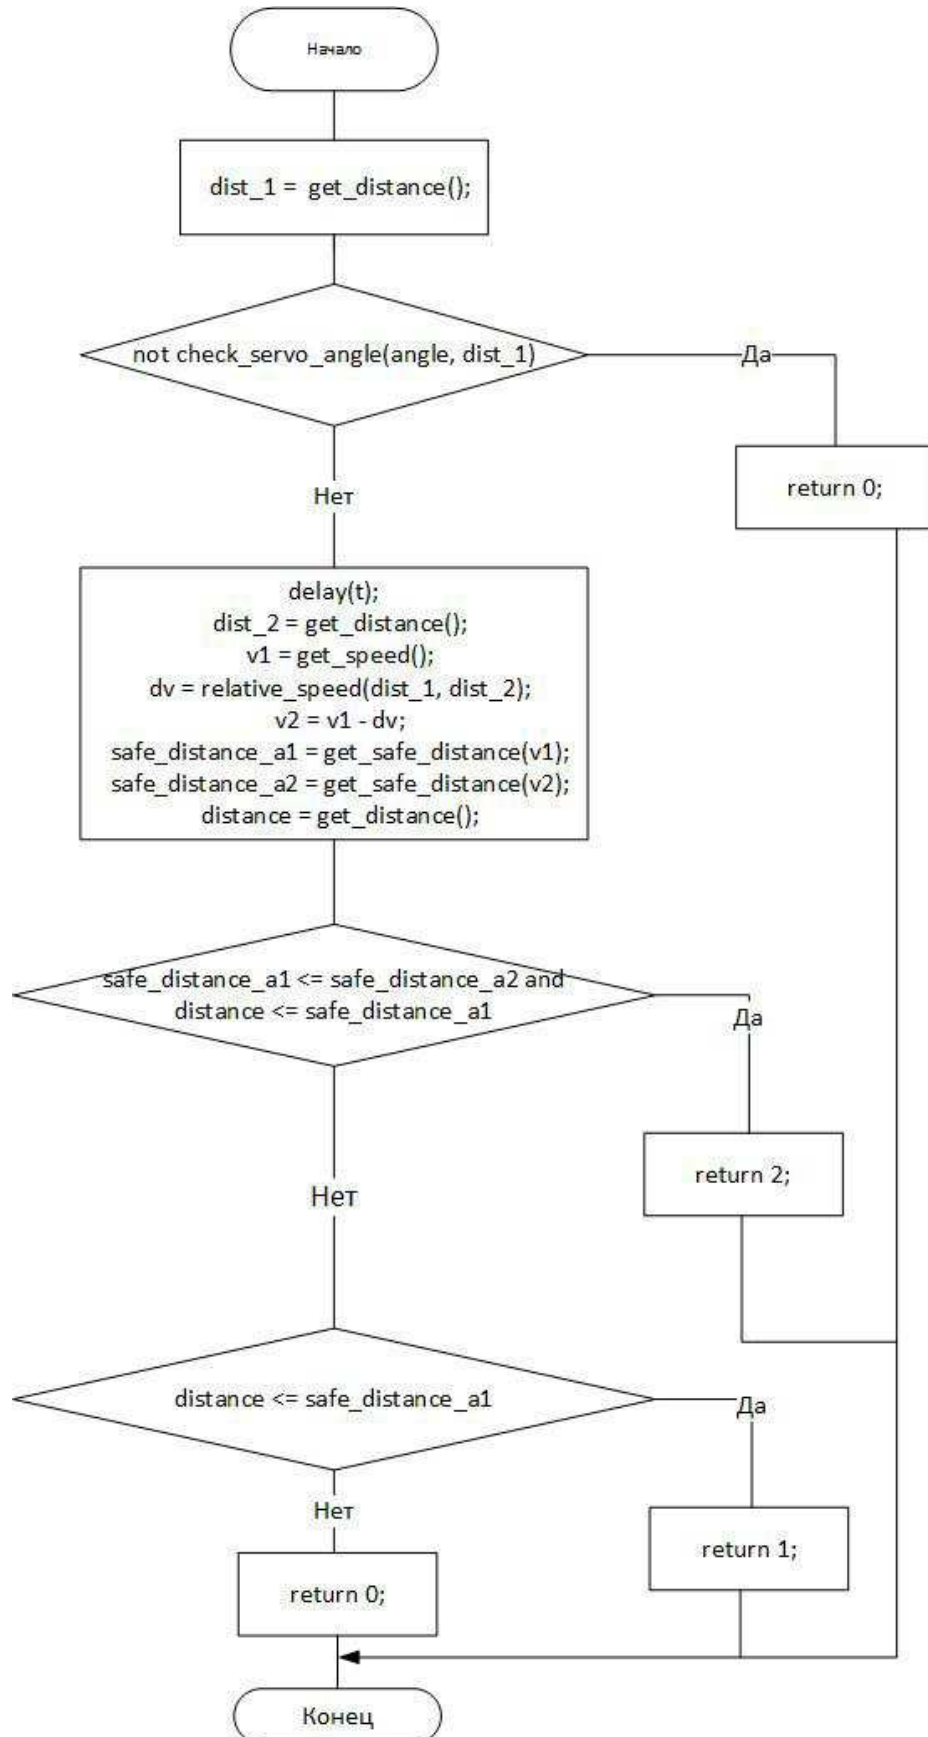 Начало
dist_1 = get_distance();
not check_servo_angle(angle, dist_1)
Да
return 0;
Нет
delay(t);
dist_2 = get_distance();
v1 = get_speed();
dv = relative_speed(dist_1, dist_2);
v2 = v1 - dv;
safe_distance_a1 = get_safe_distance(v1);
safe_distance_a2 = get_safe_distance(v2);
distance = get_distance();
safe_distance_a1 <= safe_distance_a2 and
distance <= safe_distance_a1
Да
return 2;
Нет
distance <= safe_distance_a1
Да
return 1;
Нет
return 0;
Конец